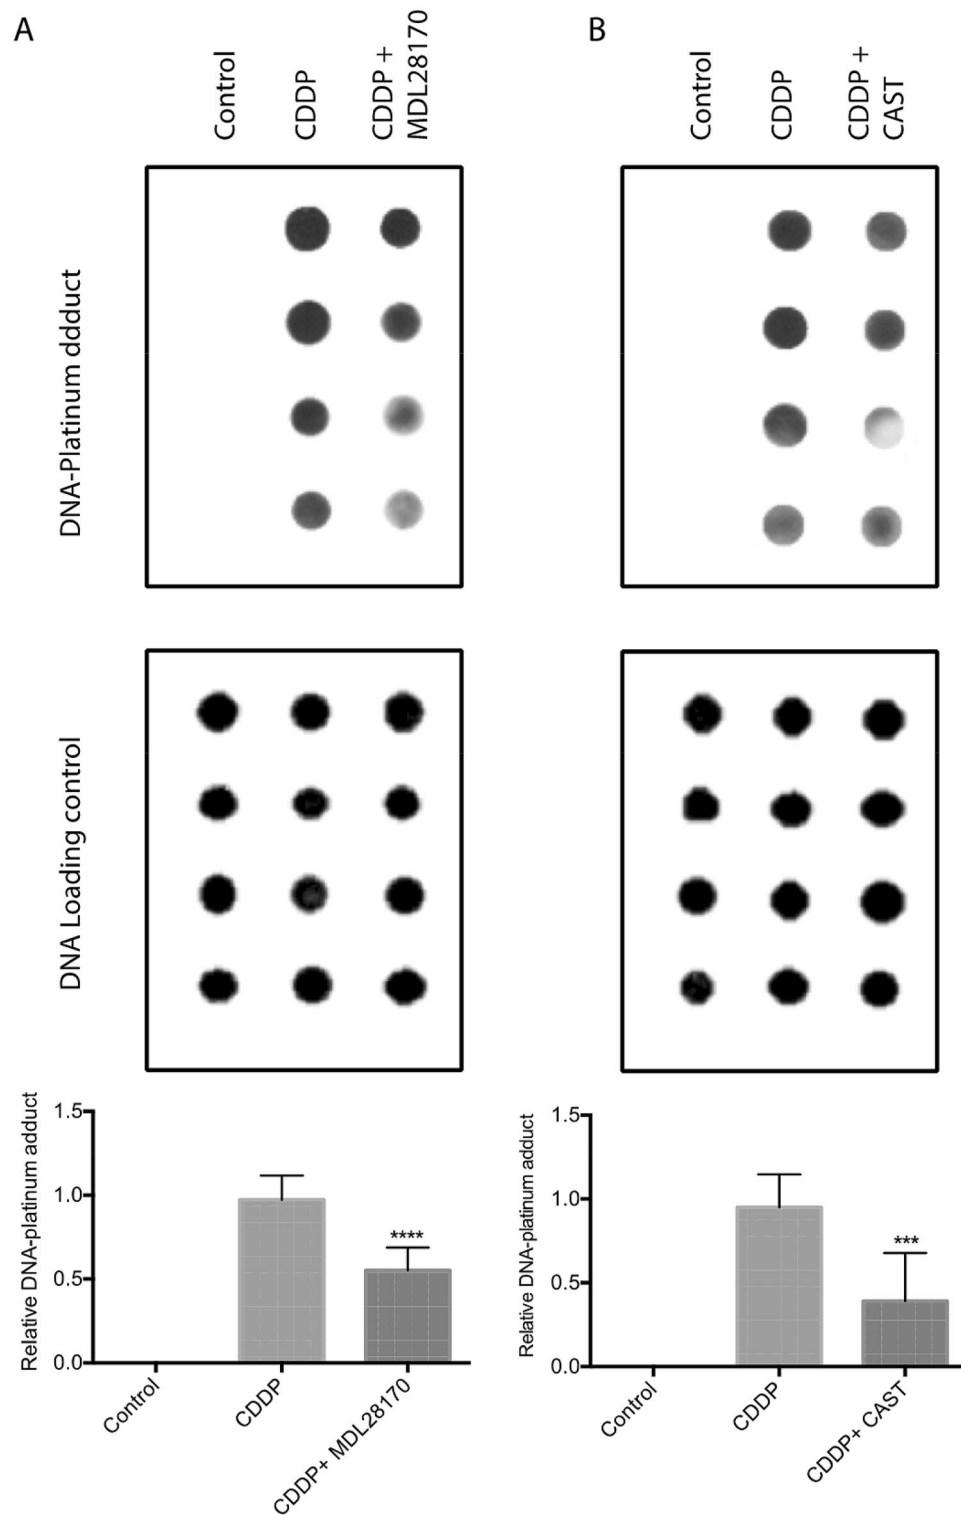 A
Control
CDDP
CDDP +
MDL28170
B
Control
CDDP
CDDP +
CAST
DNA-Platinum ddduct
DNA Loading control
Relative DNA-platinum adduct
1.5
1.0
0.5
0.0
****
Control
CDDP
CDDP+ MDL28170
Relative DNA-platinum adduct
1.5
1.0
0.5
0.0
***
Control
CDDP
CDDP+ CAST